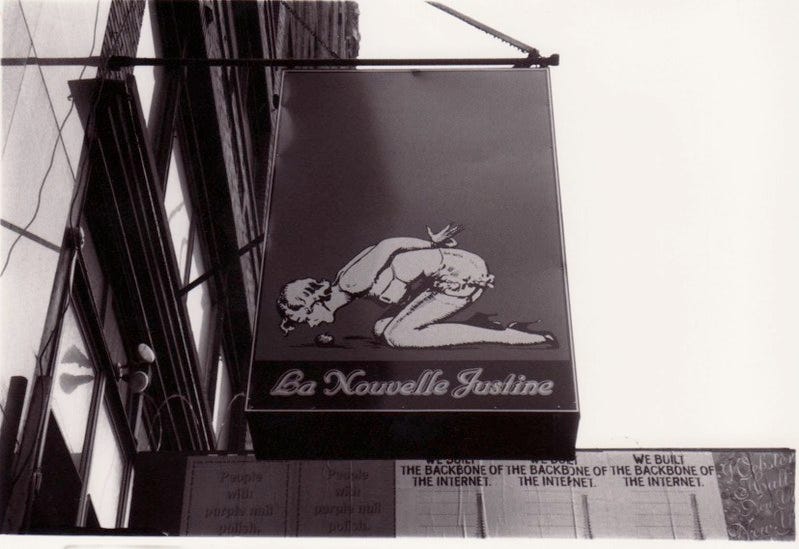 La Nouvelle Justine
People
with
purple nail
polish.
People
with
purple nail
polish.
WE BUILT
THE BACKBONE OF
THE INTERNET.
WE BUILT
THE BACKBONE OF
THE INTERNET.
WE BUILT
THE BACKBONE OF
THE INTERNET.